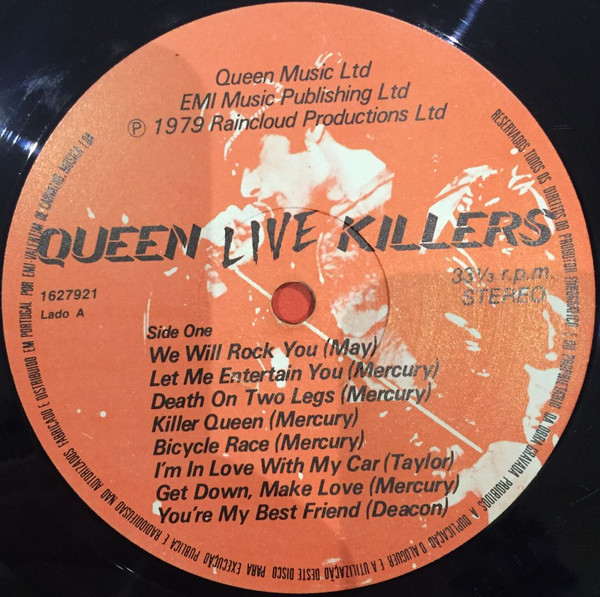 Queen Music Ltd
EMI Music Publishing Ltd
℗ 1979 Raincloud Productions Ltd
QUEEN LIVE KILLERS
1627921
Lado A
33⅓ r.p.m.
STEREO
Side One
We Will Rock You (May)
Let Me Entertain You (Mercury)
Death On Two Legs (Mercury)
Killer Queen (Mercury)
Bicycle Race (Mercury)
I'm In Love With My Car (Taylor)
Get Down, Make Love (Mercury)
You're My Best Friend (Deacon)
RESERVADOS TODOS OS DIREITOS DO PRODUTOR FONOGRÁFICO E DO PROPRIETÁRIO DA OBRA GRAVADA PROIBIDOS A DUPLICAÇÃO O ALUGUER E A UTILIZAÇÃO DESTE DISCO PARA EXECUÇÃO PÚBLICA E RADIODIFUSÃO NÃO AUTORIZADOS FABRICADO E DISTRIBUIDO EM PORTUGAL POR EMI-VALENTIM DE CARVALHO, MÚSICA LDA